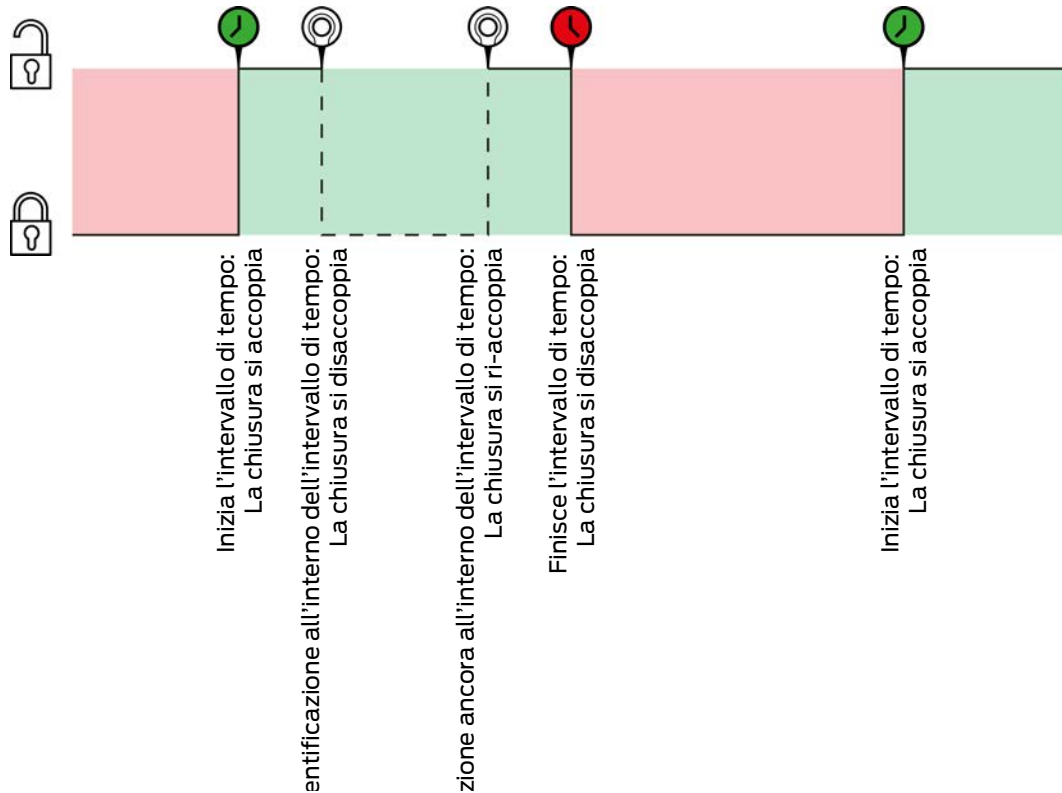 Inizia l'intervallo di tempo:
La chiusura si accoppia
entificazione all'interno dell'intervallo di tempo:
La chiusura si disaccoppia
zione ancora all'interno dell'intervallo di tempo:
La chiusura si ri-accoppia
Finisce l'intervallo di tempo:
La chiusura si disaccoppia
Inizia l'intervallo di tempo:
La chiusura si accoppia